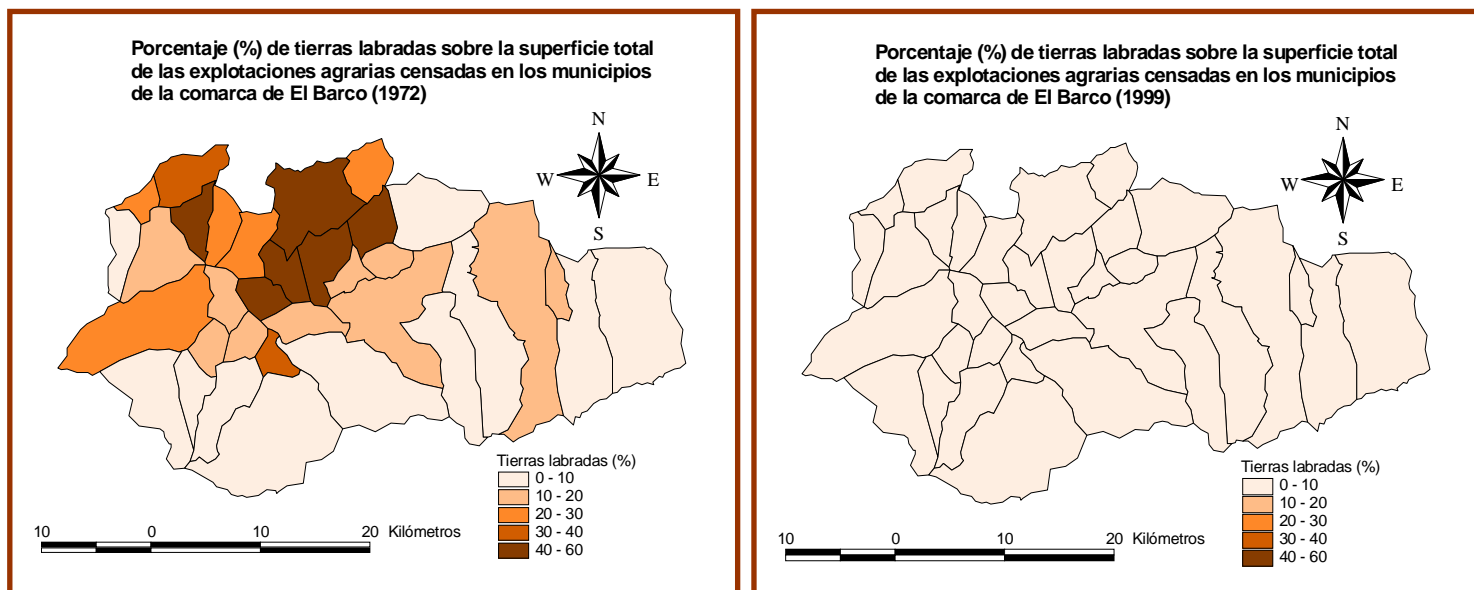 Porcentaje (%) de tierras labradas sobre la superficie total
de las explotaciones agrarias censadas en los municipios
de la comarca de El Barco (1972)
N
W E
S
Tierras labradas (%)
0 - 10
10 - 20
20 - 30
30 - 40
40 - 60
10 0 10 20 Kilómetros
Porcentaje (%) de tierras labradas sobre la superficie total
de las explotaciones agrarias censadas en los municipios
de la comarca de El Barco (1999)
N
W E
S
Tierras labradas (%)
0 - 10
10 - 20
20 - 30
30 - 40
40 - 60
10 0 10 20 Kilómetros